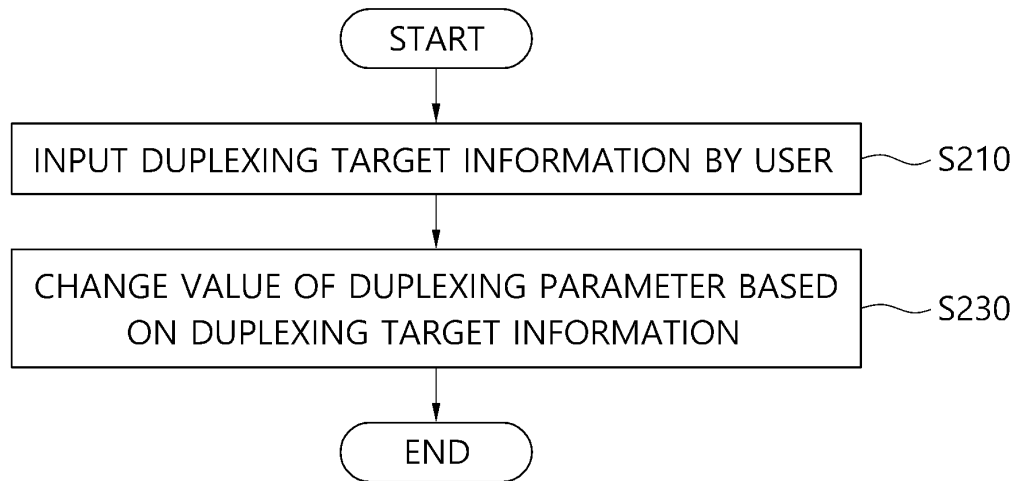 START
INPUT DUPLEXING TARGET INFORMATION BY USER
S210
CHANGE VALUE OF DUPLEXING PARAMETER BASED
ON DUPLEXING TARGET INFORMATION
S230
END